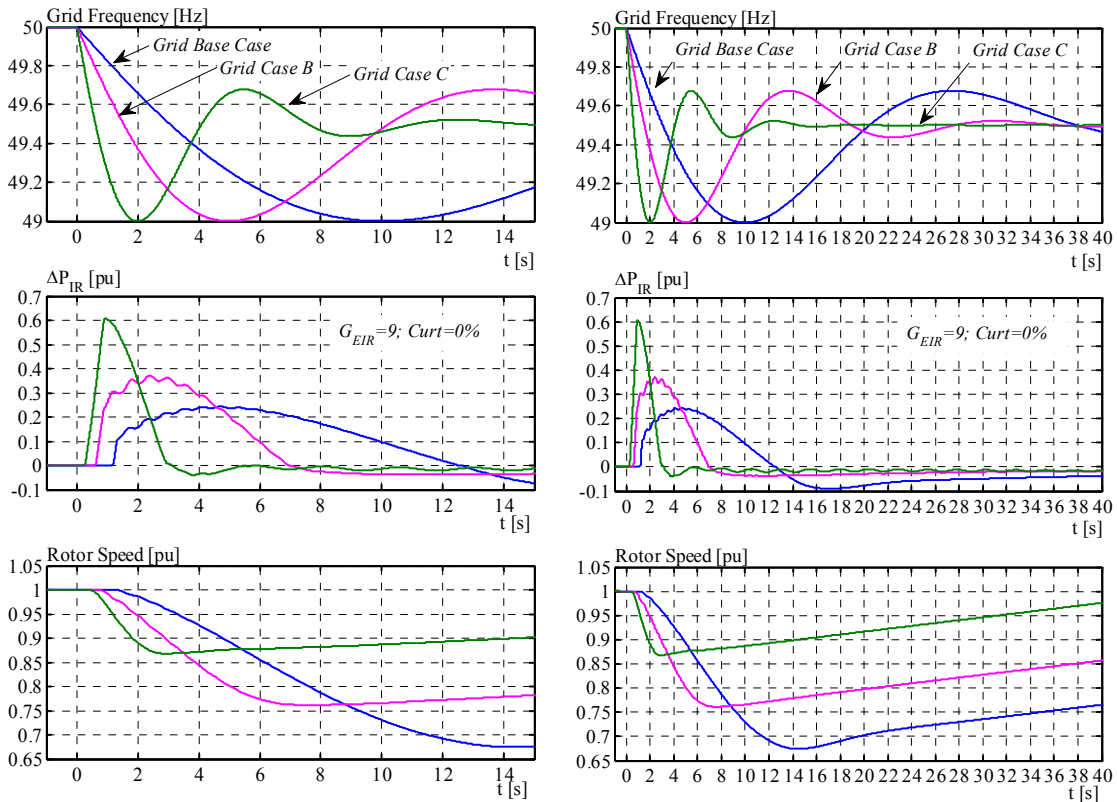 Grid Frequency [Hz]
50
49.8
49.6
49.4
49.2
49
Grid Base Case
Grid Case B
Grid Case C
0 2 4 6 8 10 12 14
t [s]
ΔP_IR [pu]
0.7
0.6
0.5
0.4
0.3
0.2
0.1
0
-0.1
G_EIR=9; Curt=0%
0 2 4 6 8 10 12 14
t [s]
Rotor Speed [pu]
1.05
1
0.95
0.9
0.85
0.8
0.75
0.7
0.65
0 2 4 6 8 10 12 14
t [s]
Grid Frequency [Hz]
50
49.8
49.6
49.4
49.2
49
Grid Base Case
Grid Case B
Grid Case C
0 2 4 6 8 10 12 14 16 18 20 22 24 26 28 30 32 34 36 38 40
t [s]
ΔP_IR [pu]
0.7
0.6
0.5
0.4
0.3
0.2
0.1
0
-0.1
G_EIR=9; Curt=0%
0 2 4 6 8 10 12 14 16 18 20 22 24 26 28 30 32 34 36 38 40
t [s]
Rotor Speed [pu]
1.05
1
0.95
0.9
0.85
0.8
0.75
0.7
0.65
0 2 4 6 8 10 12 14 16 18 20 22 24 26 28 30 32 34 36 38 40
t [s]